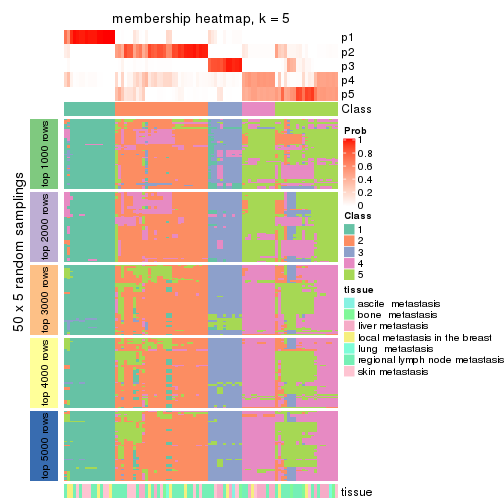 membership heatmap, k = 5
p1
p2
p3
p4
p5
Class
50 x 5 random samplings
top 1000 rows
top 2000 rows
top 3000 rows
top 4000 rows
top 5000 rows
tissue
Prob
1
0.8
0.6
0.4
0.2
0
Class
1
2
3
4
5
tissue
ascite metastasis
bone metastasis
liver metastasis
local metastasis in the breast
lung metastasis
regional lymph node metastasis
skin metastasis